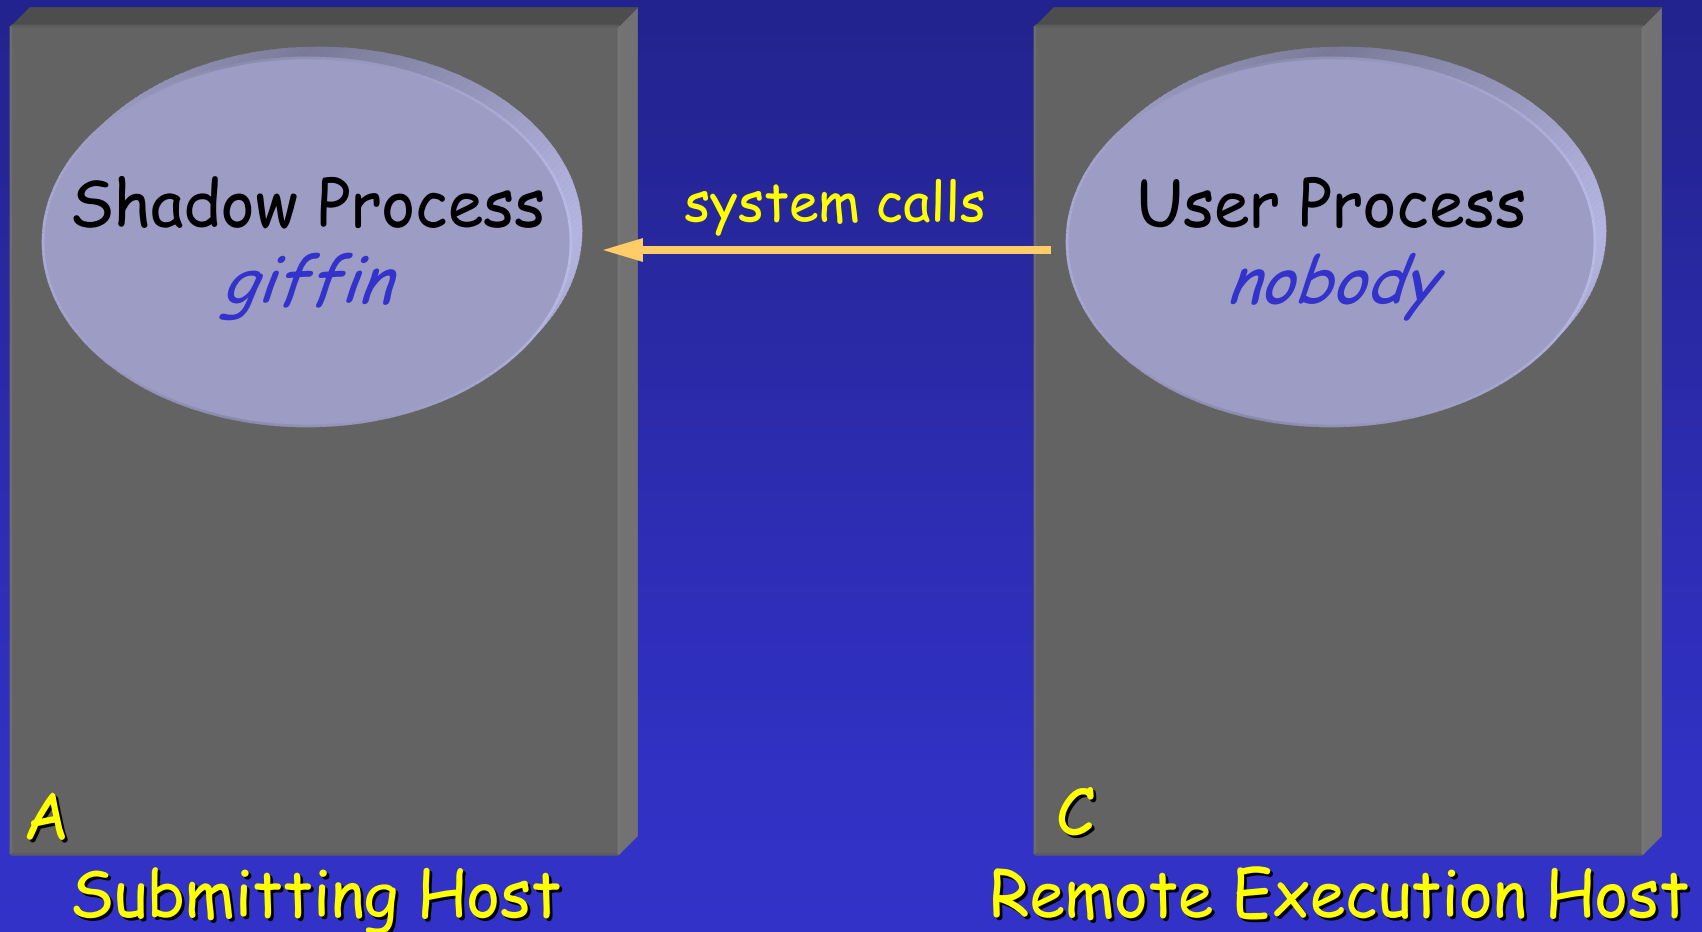 Shadow Process
giffin
system calls
User Process
nobody
A
C
Submitting Host
Remote Execution Host